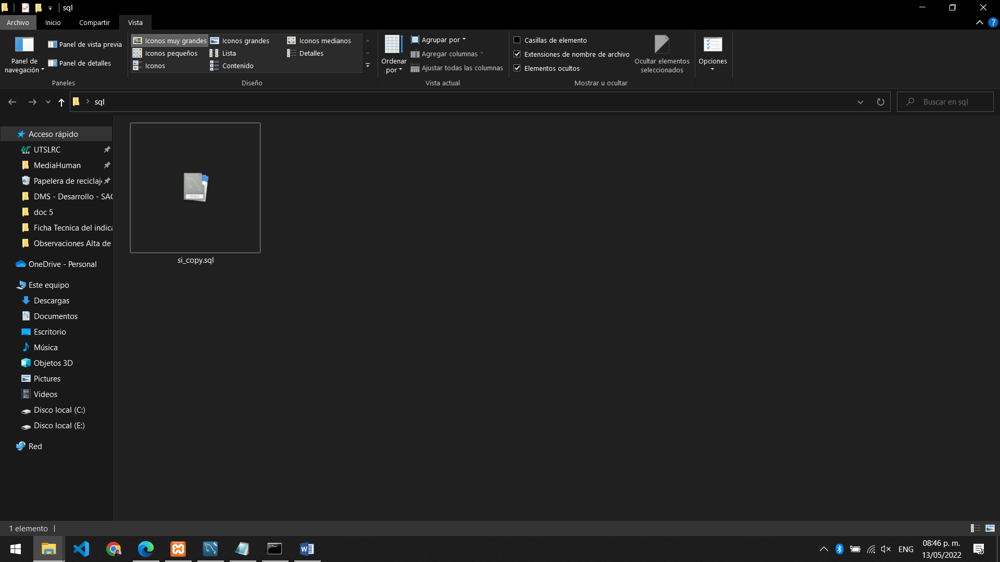 sql
Archivo
Inicio
Compartir
Vista
Panel de navegación
Panel de vista previa
Panel de detalles
Paneles
Iconos muy grandes
Iconos grandes
Iconos medianos
Iconos pequeños
Lista
Detalles
Iconos
Contenido
Diseño
Ordenar por
Agrupar por
Agregar columnas
Ajustar todas las columnas
Vista actual
Casillas de elemento
Extensiones de nombre de archivo
Elementos ocultos
Ocultar elementos seleccionados
Mostrar u ocultar
Opciones
sql
Buscar en sql
Acceso rápido
UTSLRC
MediaHuman
Papelera de reciclaj
DMS - Desarrollo - SAC
doc 5
Ficha Tecnica del indica
Observaciones Alta de
OneDrive - Personal
Este equipo
Descargas
Documentos
Escritorio
Música
Objetos 3D
Pictures
Videos
Disco local (C:)
Disco local (E:)
Red
si_copy.sql
1 elemento
ENG
08:46 p. m.
13/05/2022